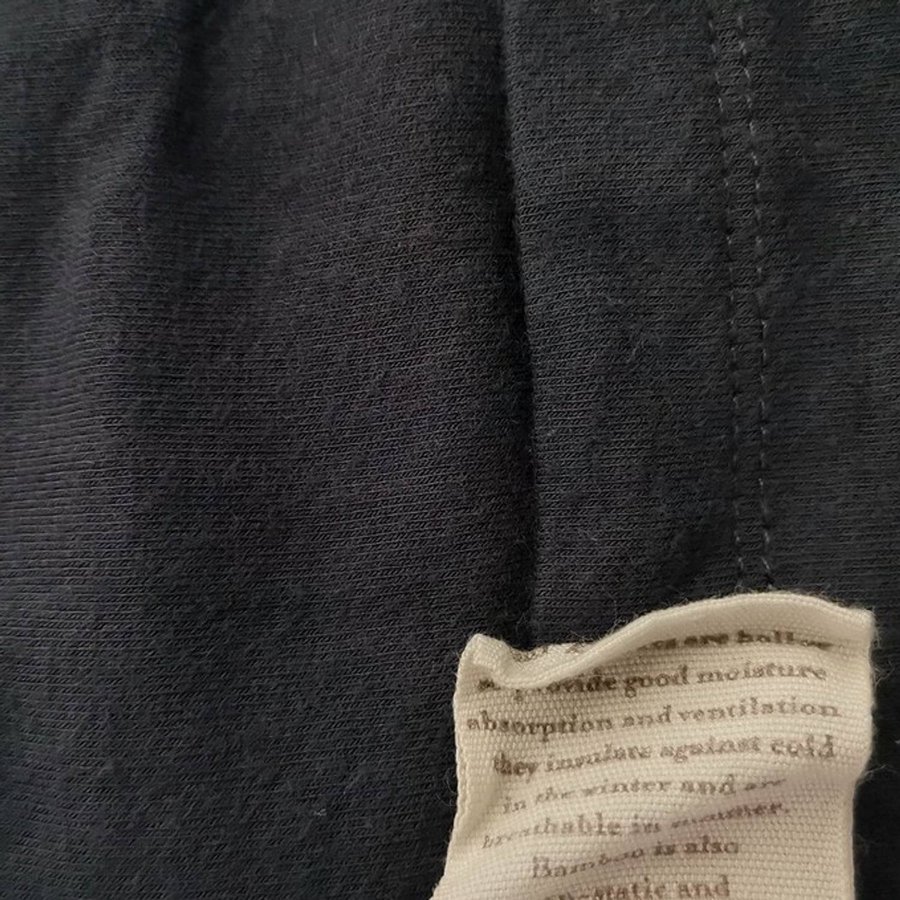 are
provide good moisture
absorption and ventilation
they insulate against cold
in the winter and are
breathable in summer.
Bamboo is also
-static and